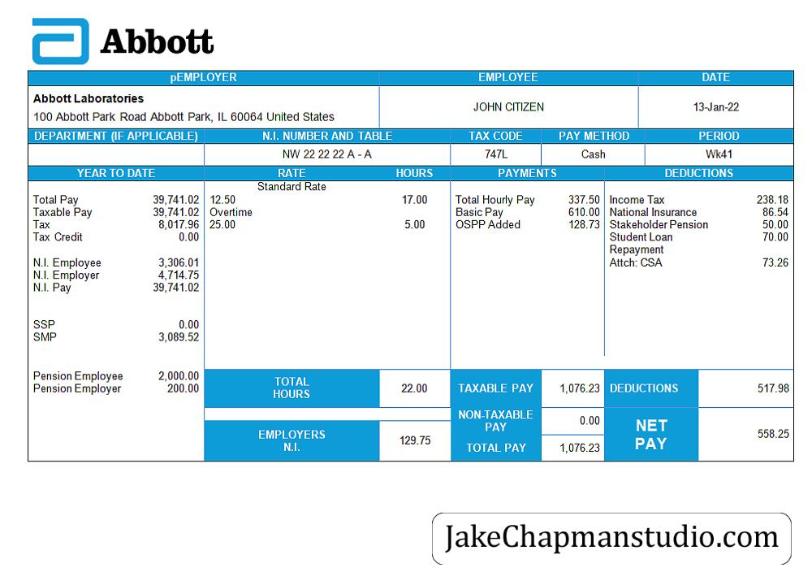 Abbott
pEMPLOYER EMPLOYEE DATE
Abbott Laboratories
100 Abbott Park Road Abbott Park, IL 60064 United States
JOHN CITIZEN
13-Jan-22
DEPARTMENT (IF APPLICABLE) N.I. NUMBER AND TABLE TAX CODE PAY METHOD PERIOD
NW 22 22 22 A - A 747L Cash Wk41
YEAR TO DATE RATE HOURS PAYMENTS DEDUCTIONS
Standard Rate
Total Pay 39,741.02 12.50 17.00 Total Hourly Pay 337.50 Income Tax 238.18
Taxable Pay 39,741.02 Overtime Basic Pay 610.00 National Insurance 86.54
Tax 8,017.96 25.00 5.00 OSPP Added 128.73 Stakeholder Pension 50.00
Tax Credit 0.00 Student Loan 70.00
Repayment
N.I. Employee 3,306.01 Attch: CSA 73.26
N.I. Employer 4,714.75
N.I. Pay 39,741.02
SSP 0.00
SMP 3,089.52
Pension Employee 2,000.00
Pension Employer 200.00
TOTAL
HOURS
22.00
TAXABLE PAY 1,076.23 DEDUCTIONS 517.98
NON-TAXABLE
PAY
0.00
EMPLOYERS
N.I.
129.75
TOTAL PAY 1,076.23
NET
PAY
558.25
JakeChapmanstudio.com